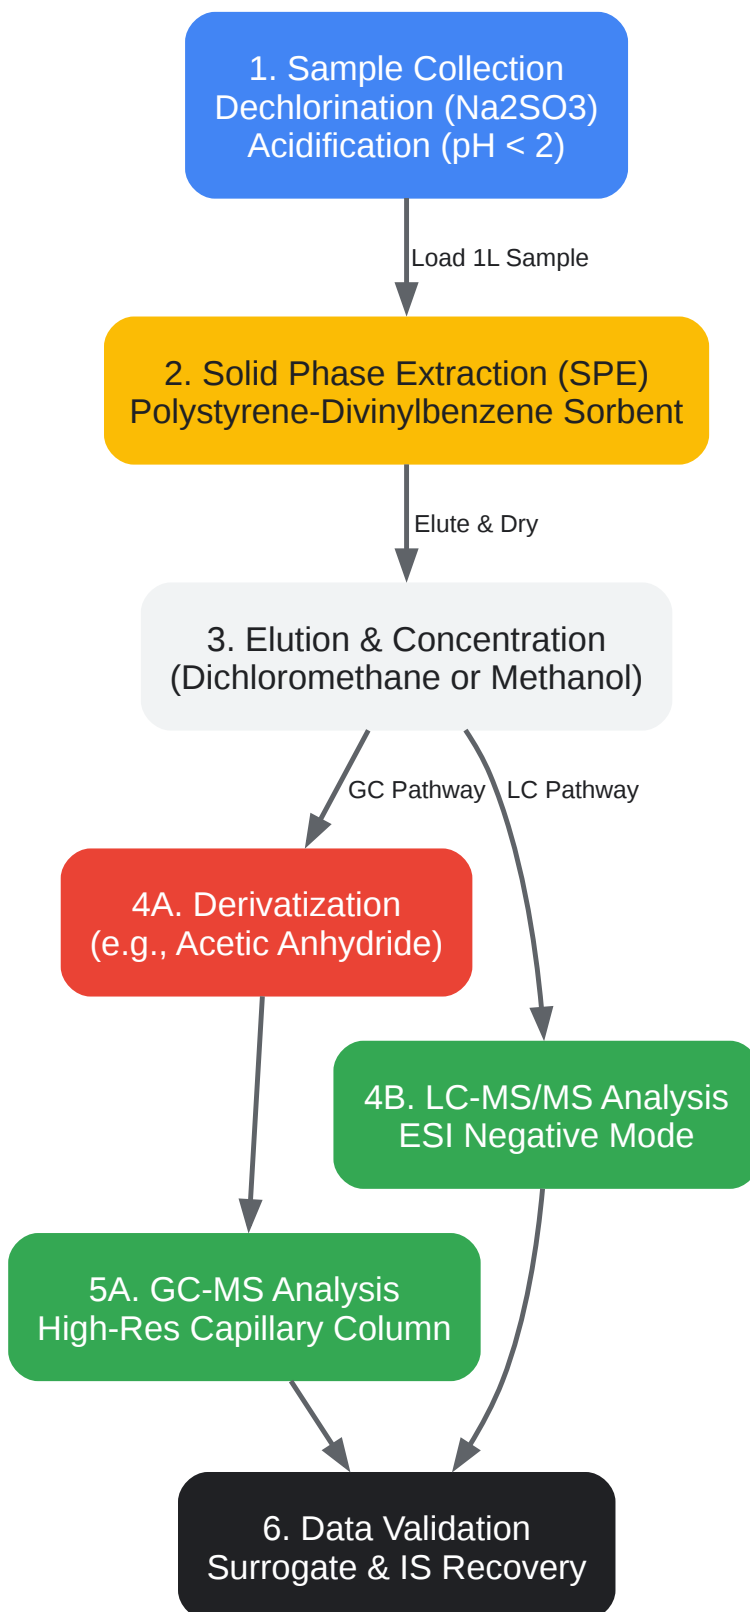 1. Sample Collection
Dechlorination (Na2SO3)
Acidification (pH < 2)
Load 1L Sample
2. Solid Phase Extraction (SPE)
Polystyrene-Divinylbenzene Sorbent
Elute & Dry
3. Elution & Concentration
(Dichloromethane or Methanol)
GC Pathway
LC Pathway
4A. Derivatization
(e.g., Acetic Anhydride)
4B. LC-MS/MS Analysis
ESI Negative Mode
5A. GC-MS Analysis
High-Res Capillary Column
6. Data Validation
Surrogate & IS Recovery